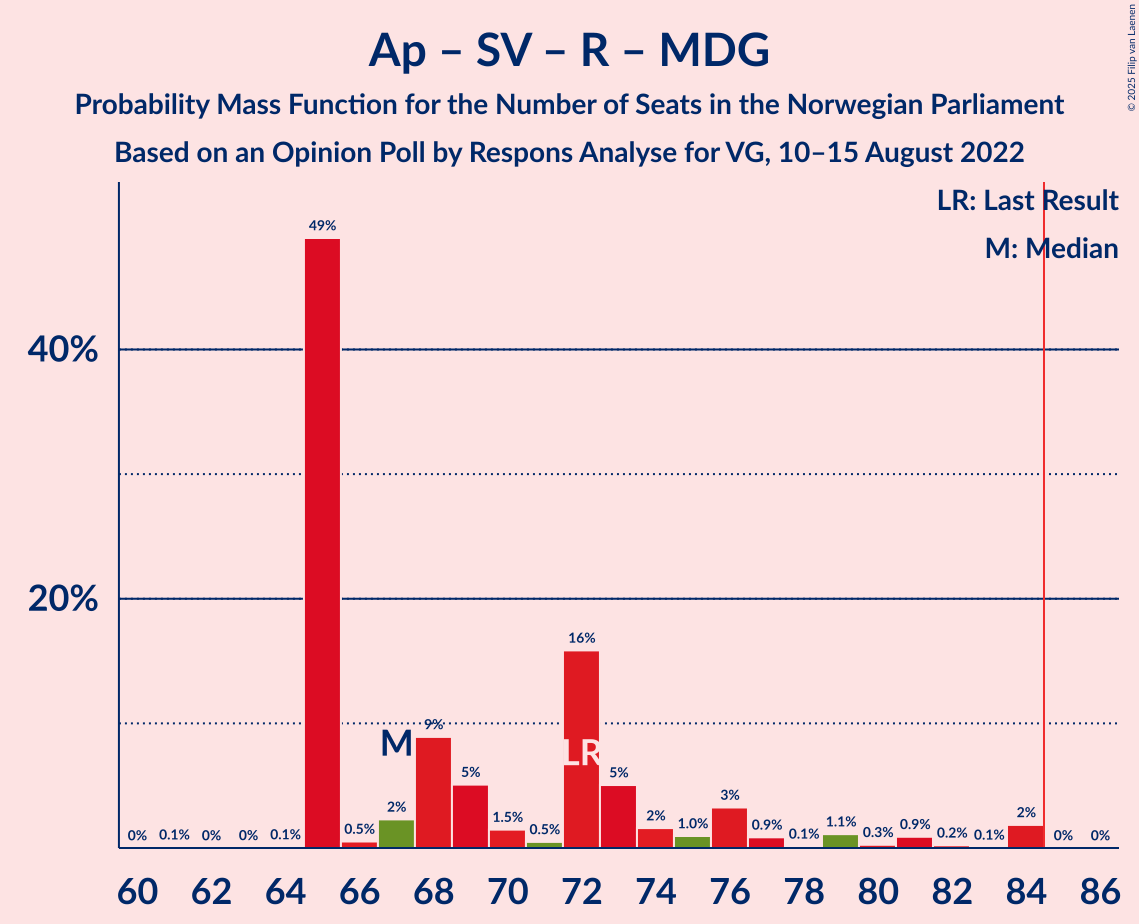 Ap – SV – R – MDG
Probability Mass Function for the Number of Seats in the Norwegian Parliament
Based on an Opinion Poll by Respons Analyse for VG, 10–15 August 2022
© 2025 Filip van Laenen
LR: Last Result
M: Median
40%
20%
0% 0.1% 0% 0% 0.1% 49% 0.5% 2% 9% 5% 1.5% 0.5% 16% 5% 2% 1.0% 3% 0.9% 0.1% 1.1% 0.3% 0.9% 0.2% 0.1% 2% 0% 0%
M LR
60 62 64 66 68 70 72 74 76 78 80 82 84 86